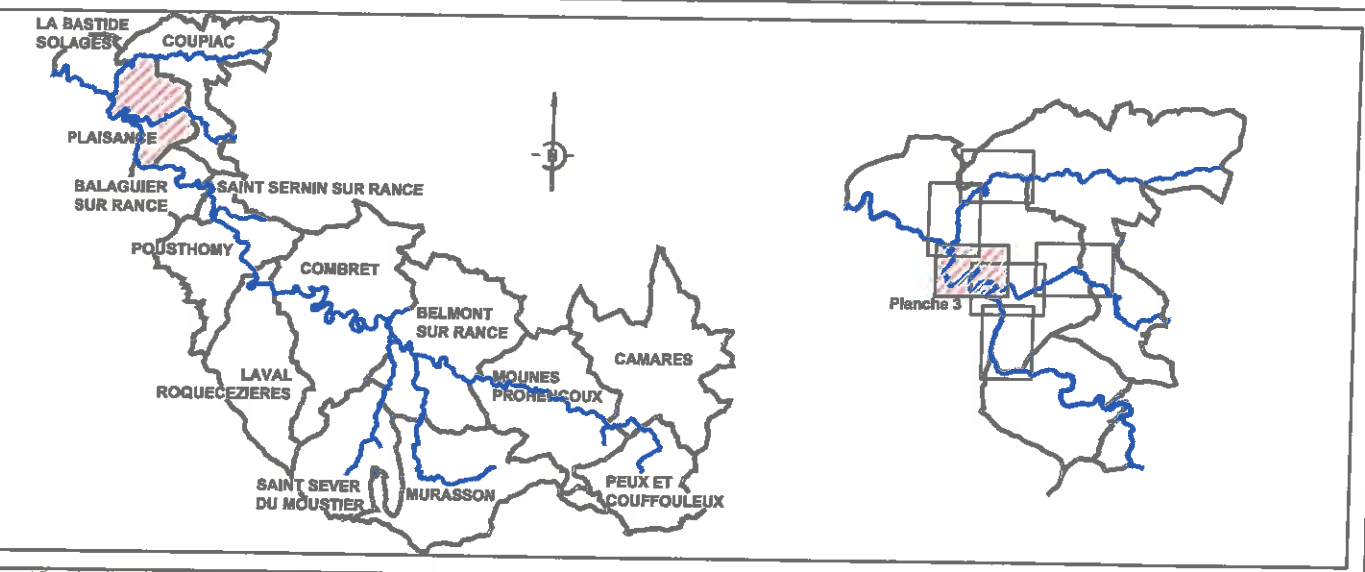 LA BASTIDE
SOLAGES
COUPIAC
PLAISANCE
BALAGUIER
SUR RANCE
SAINT SERNIN SUR RANCE
POUSTHOMY
COMBRET
BELMONT
SUR RANCE
CAMARES
LAVAL
ROQUECEZIERES
MOUNES
PROHENCOUX
SAINT SEVER
DU MOUSTIER
MURASSON
PEUX ET
COUFFOULEUX
N
Planche 3